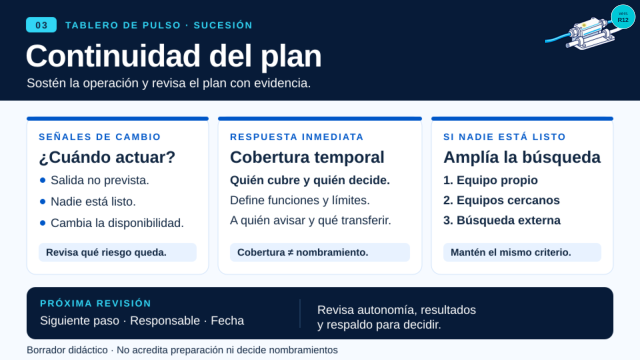 03 TABLERO DE PULSO · SUCESIÓN
R12
Continuidad del plan
Sostén la operación y revisa el plan con evidencia.
SEÑALES DE CAMBIO
¿Cuándo actuar?
Salida no prevista.
Nadie está listo.
Cambia la disponibilidad.
Revisa qué riesgo queda.
RESPUESTA INMEDIATA
Cobertura temporal
Quién cubre y quién decide.
Define funciones y límites.
A quién avisar y qué transferir.
Cobertura ≠ nombramiento.
SI NADIE ESTÁ LISTO
Amplía la búsqueda
1. Equipo propio
2. Equipos cercanos
3. Búsqueda externa
Mantén el mismo criterio.
PRÓXIMA REVISIÓN
Siguiente paso · Responsable · Fecha
Revisa autonomía, resultados
y respaldo para decidir.
Borrador didáctico · No acredita preparación ni decide nombramientos